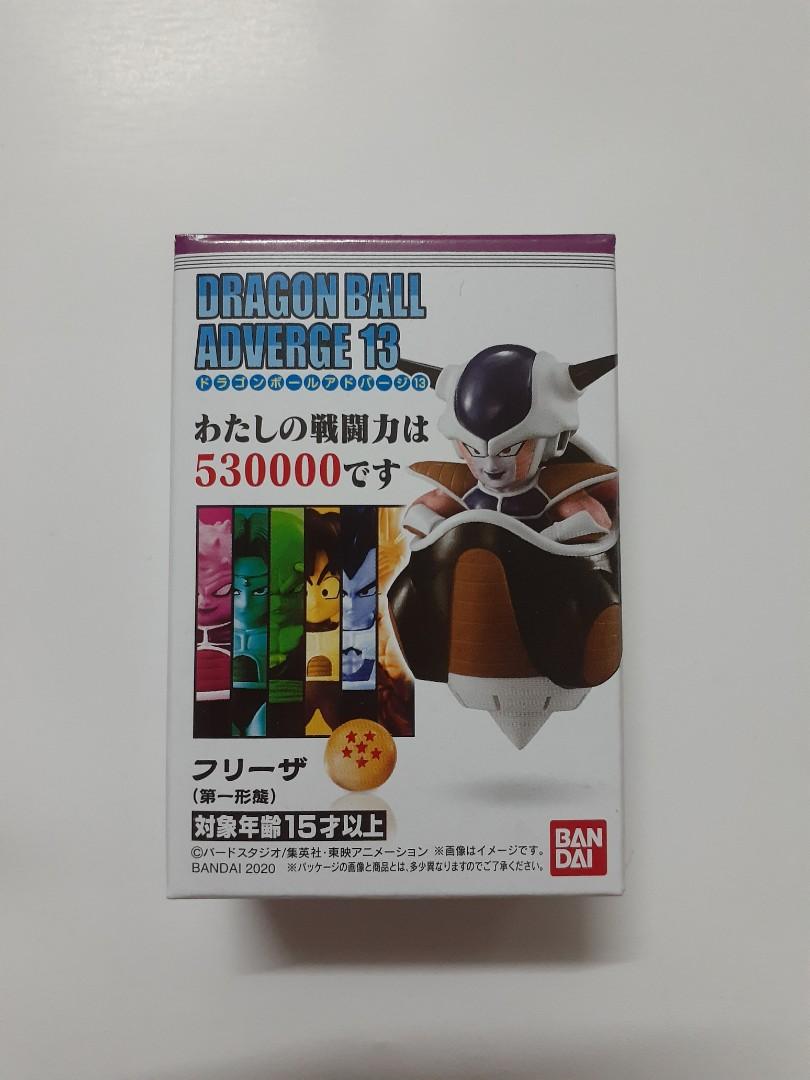 DRAGON BALL
ADVERGE 13
ドラゴンボールアドバージ13
わたしの戦闘力は
530000です
フリーザ
(第一形態)
対象年齢15才以上
©バードスタジオ/集英社・東映アニメーション ※画像はイメージです。
BANDAI 2020 ※パッケージの画像と商品とは、多少異なりますのでご了承ください。
BAN
DAI